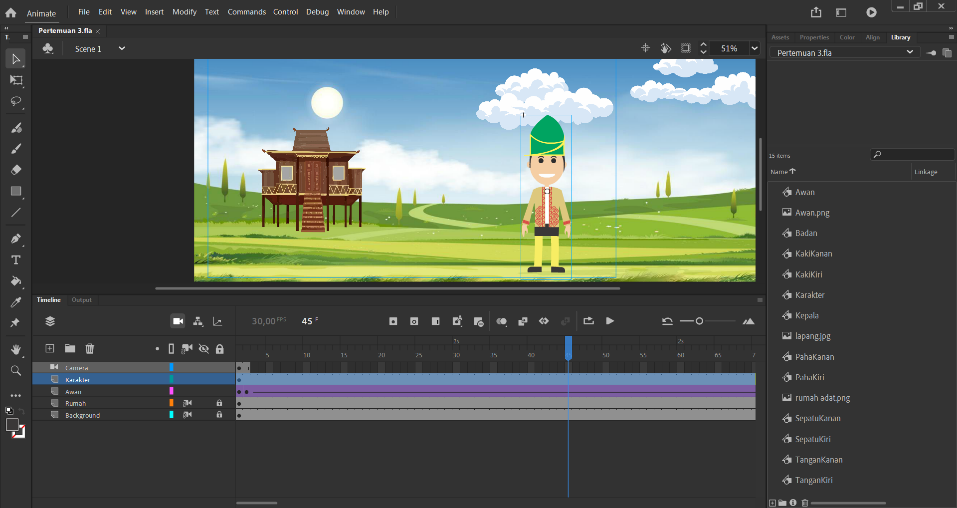 Animate File Edit View Insert Modify Text Commands Control Debug Window Help
Pertemuan 3.fla ×
T..
Scene 1
51%
Assets Properties Color Align Library
Pertemuan 3.fla
15 items
Name Linkage
Awan
Awan.png
Badan
KakiKanan
KakiKiri
Karakter
Kepala
lapang.jpg
PahaKanan
PahaKiri
rumah adat.png
SepatuKanan
SepatuKiri
TanganKanan
TanganKiri
Timeline Output
30,00 FPS 45 F
1s 2s
5 10 15 20 25 30 35 40 50 55 60 65 7
Camera
Karakter
Awan
Rumah
Background